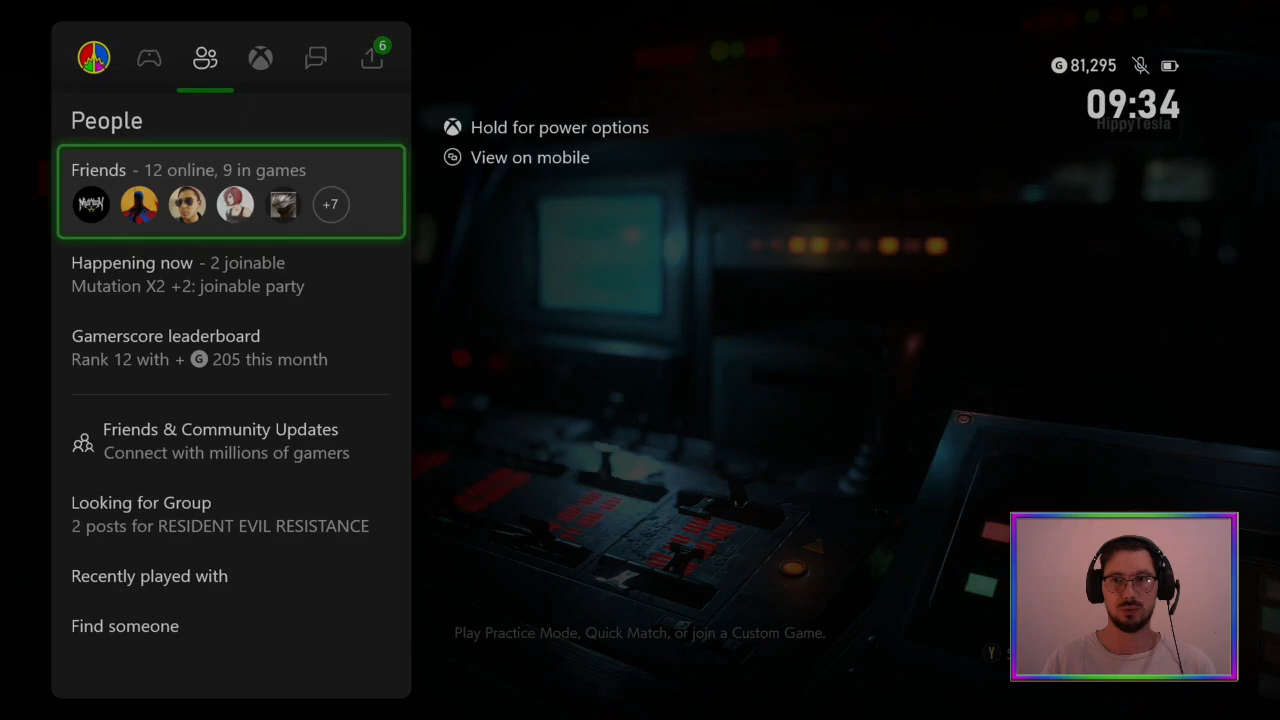 6
People
Friends - 12 online, 9 in games
+7
Happening now - 2 joinable
Mutation X2 +2: joinable party
Gamerscore leaderboard
Rank 12 with + G 205 this month
Friends & Community Updates
Connect with millions of gamers
Looking for Group
2 posts for RESIDENT EVIL RESISTANCE
Recently played with
Find someone
Hold for power options
View on mobile
G 81,295
09:34
HippyTesla
Play Practice Mode, Quick Match, or join a Custom Game.
Y